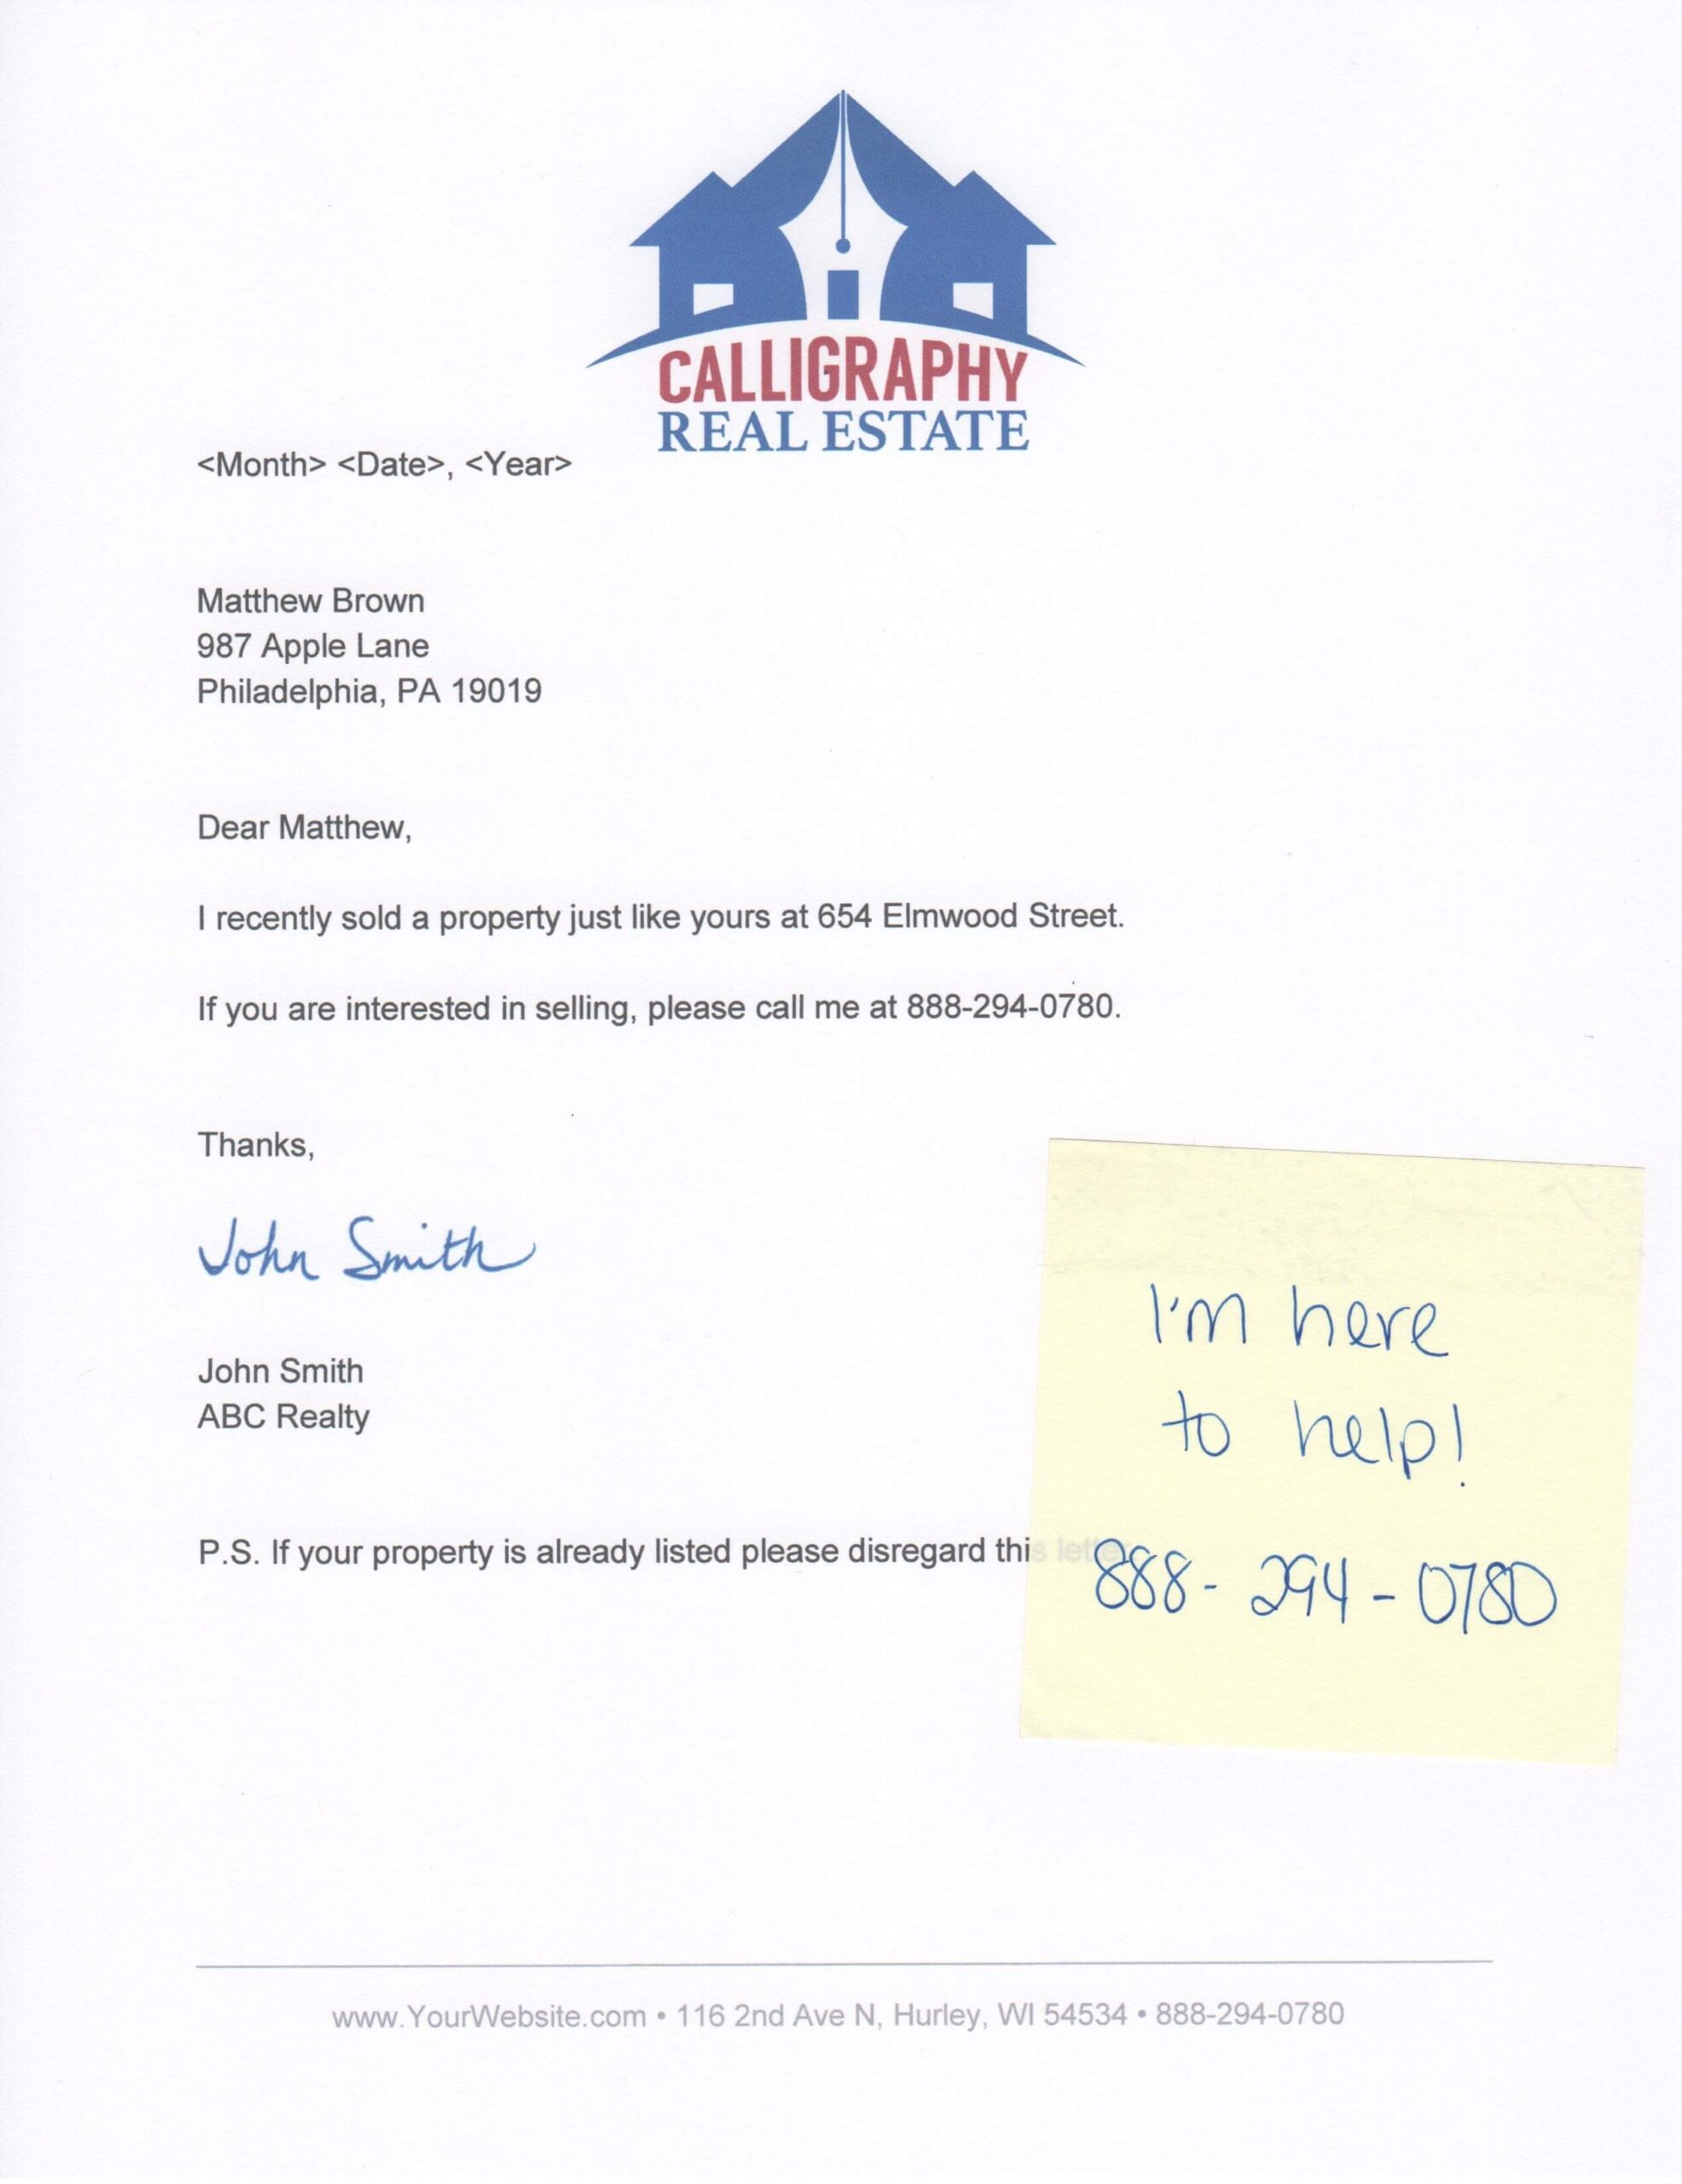 CALLIGRAPHY
REAL ESTATE
<Month> <Date>, <Year>
Matthew Brown
987 Apple Lane
Philadelphia, PA 19019
Dear Matthew,
I recently sold a property just like yours at 654 Elmwood Street.
If you are interested in selling, please call me at 888-294-0780.
Thanks,
John Smith
John Smith
ABC Realty
P.S. If your property is already listed please disregard this letter
I'm here
to help!
888-294-0780
www.YourWebsite.com • 116 2nd Ave N, Hurley, WI 54534 • 888-294-0780